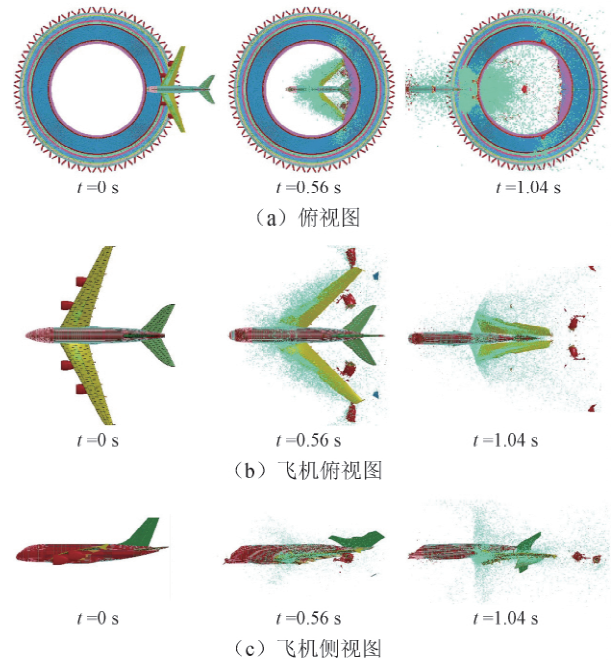 t =0 s t =0.56 s t =1.04 s
（a）俯视图
t =0 s t =0.56 s t =1.04 s
（b）飞机俯视图
t =0 s t =0.56 s t =1.04 s
（c）飞机侧视图